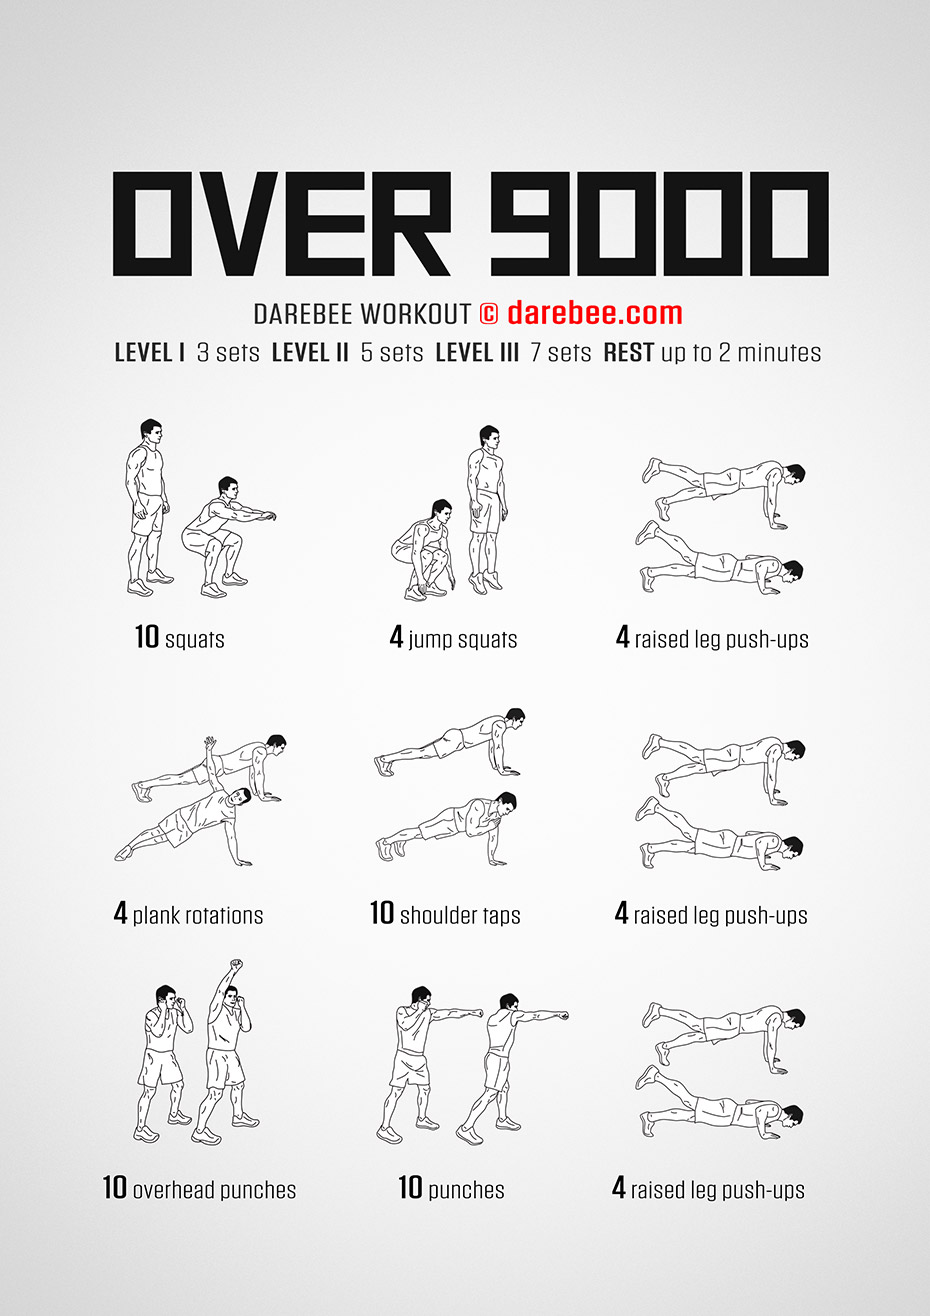 OVER 9000
DAREBEE WORKOUT © darebee.com
LEVEL I 3 sets LEVEL II 5 sets LEVEL III 7 sets REST up to 2 minutes
10 squats
4 jump squats
4 raised leg push-ups
4 plank rotations
10 shoulder taps
4 raised leg push-ups
10 overhead punches
10 punches
4 raised leg push-ups